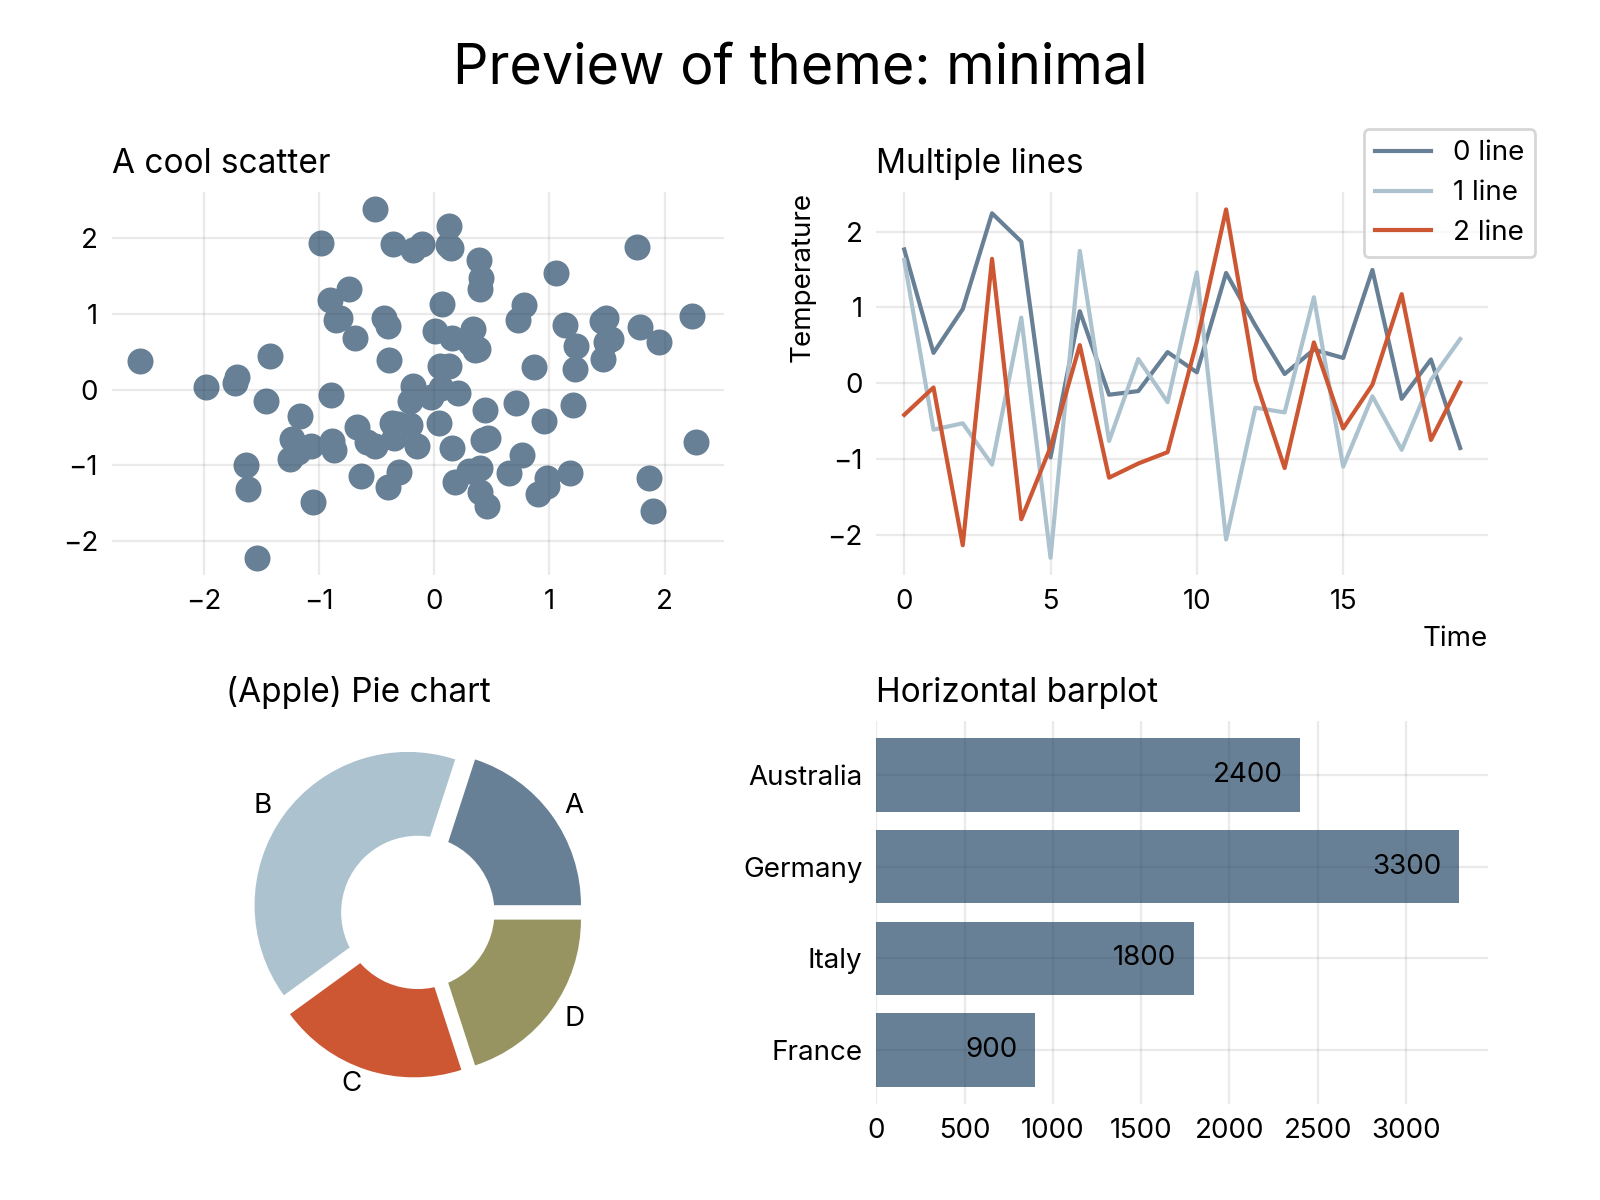 Preview of theme: minimal
A cool scatter
2
1
0
−1
−2
−2 −1 0 1 2
Multiple lines
0 line
1 line
2 line
Temperature
2
1
0
−1
−2
0 5 10 15
Time
(Apple) Pie chart
A
B
C
D
Horizontal barplot
Australia 2400
Germany 3300
Italy 1800
France 900
0 500 1000 1500 2000 2500 3000